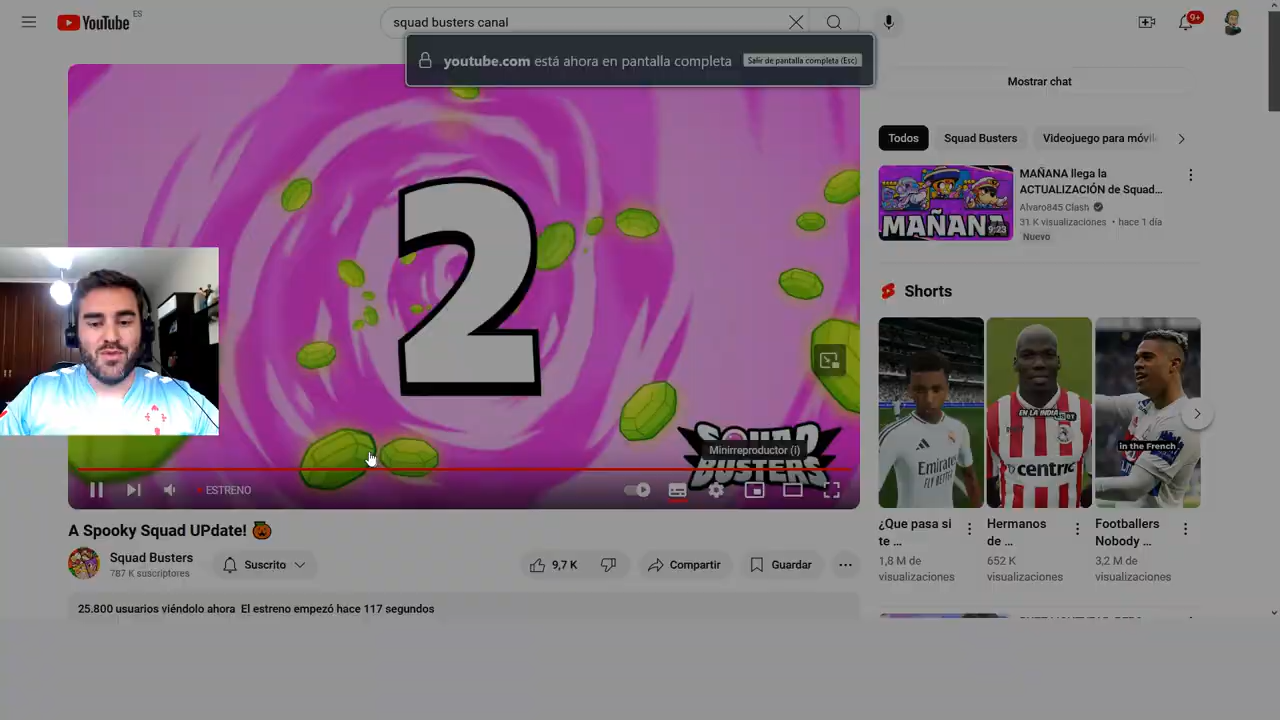 YouTube ES
squad busters canal
9+
youtube.com está ahora en pantalla completa
Salir de pantalla completa (Esc)
Mostrar chat
Todos
Squad Busters
Videojuego para móvil
2
MAÑANA
9:23
MAÑANA llega la
ACTUALIZACIÓN de Squad...
Alvaro845 Clash
31 K visualizaciones • hace 1 día
Nuevo
Shorts
EN LA INDIA
centric
in the French
SQUAD
BUSTERS
Minirreproductor (i)
ESTRENO
A Spooky Squad UPdate!
Squad Busters
787 K suscriptores
Suscrito
9,7 K
Compartir
Guardar
25.800 usuarios viéndolo ahora El estreno empezó hace 117 segundos
¿Que pasa si
te ...
1,8 M de
visualizaciones
Hermanos
de ...
652 K
visualizaciones
Footballers
Nobody ...
3,2 M de
visualizaciones